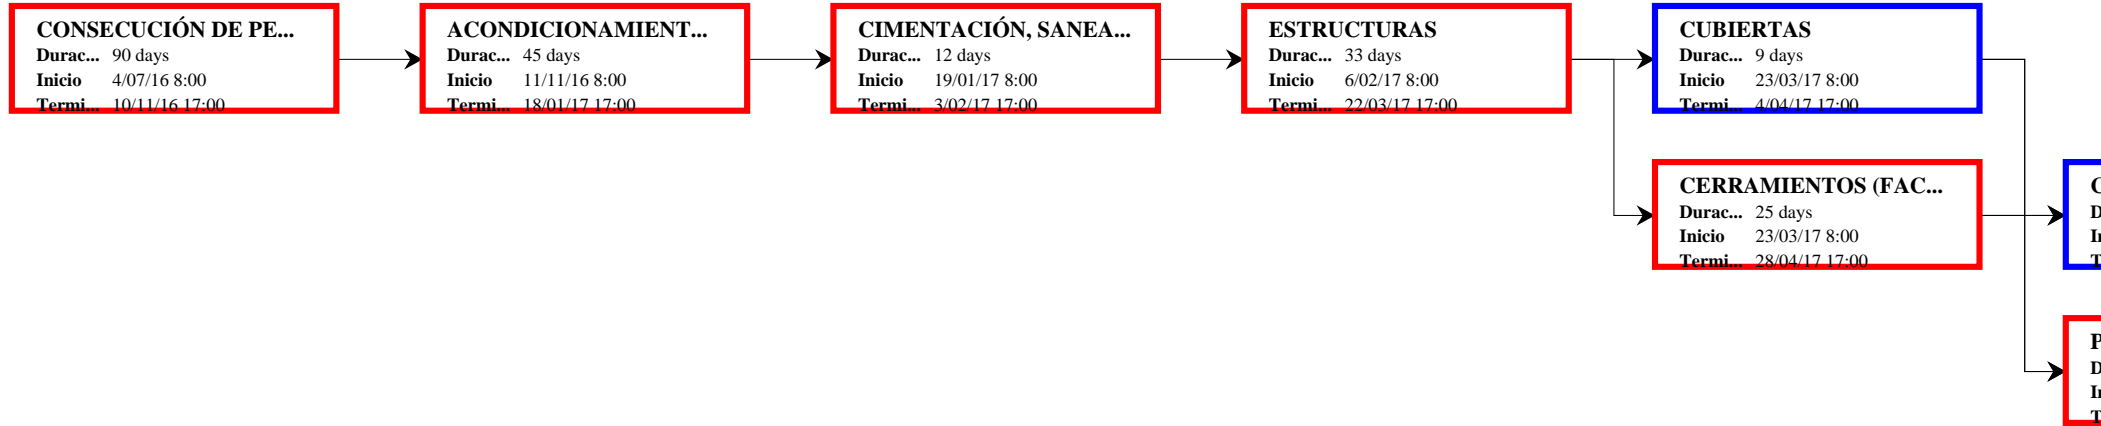 CONSECUCIÓN DE PE...
Durac... 90 days
Inicio 4/07/16 8:00
Termi... 10/11/16 17:00
ACONDICIONAMIENT...
Durac... 45 days
Inicio 11/11/16 8:00
Termi... 18/01/17 17:00
CIMENTACIÓN, SANEA...
Durac... 12 days
Inicio 19/01/17 8:00
Termi... 3/02/17 17:00
ESTRUCTURAS
Durac... 33 days
Inicio 6/02/17 8:00
Termi... 22/03/17 17:00
CUBIERTAS
Durac... 9 days
Inicio 23/03/17 8:00
Termi... 4/04/17 17:00
CERRAMIENTOS (FAC...
Durac... 25 days
Inicio 23/03/17 8:00
Termi... 28/04/17 17:00